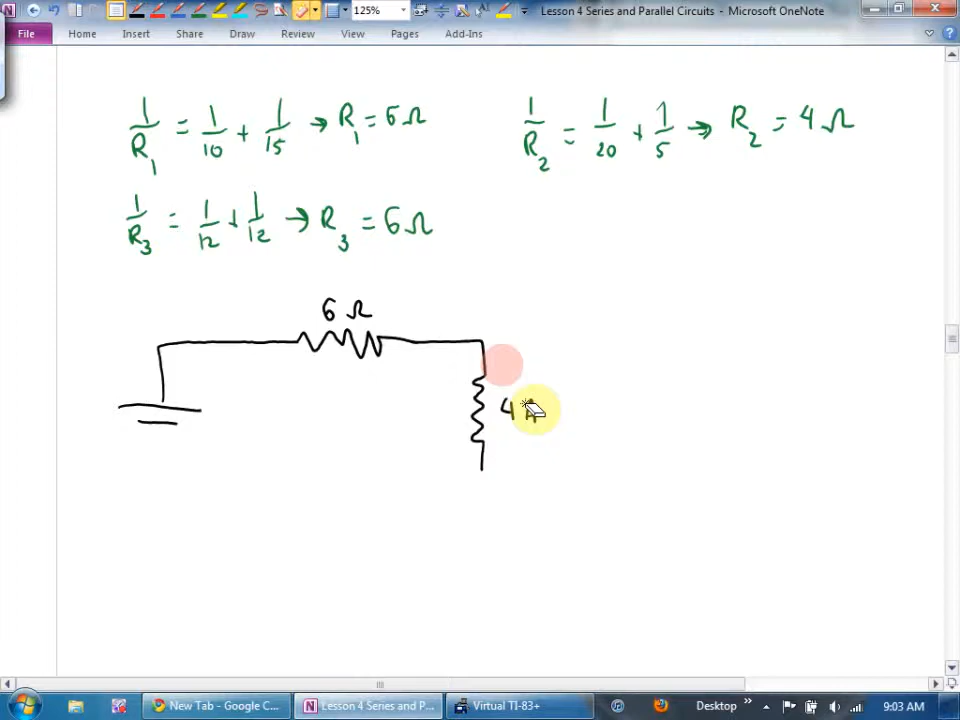 125% Lesson 4 Series and Parallel Circuits - Microsoft OneNote
File Home Insert Share Draw Review View Pages Add-Ins
1/R₁ = 1/10 + 1/15 → R₁ = 6 Ω
1/R₂ = 1/20 + 1/5 → R₂ = 4 Ω
1/R₃ = 1/12 + 1/12 → R₃ = 6 Ω
6 Ω
4
New Tab - Google C... Lesson 4 Series and P... Virtual TI-83+ Desktop 9:03 AM